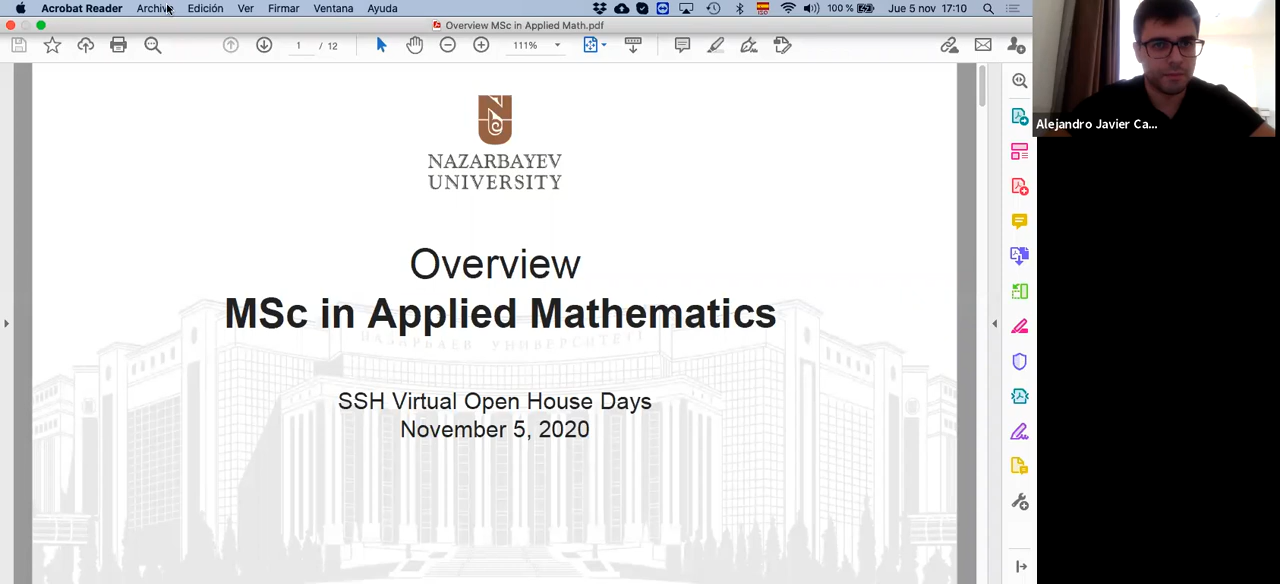 Acrobat Reader Archivo Edición Ver Firmar Ventana Ayuda 100 % Jue 5 nov 17:10
Overview MSc in Applied Math.pdf
1 / 12 111%
NAZARBAYEV
UNIVERSITY
Overview
MSc in Applied Mathematics
НАЗАРБАЕВ УНИВЕРСИТЕТІ
SSH Virtual Open House Days
November 5, 2020
Alejandro Javier Ca...